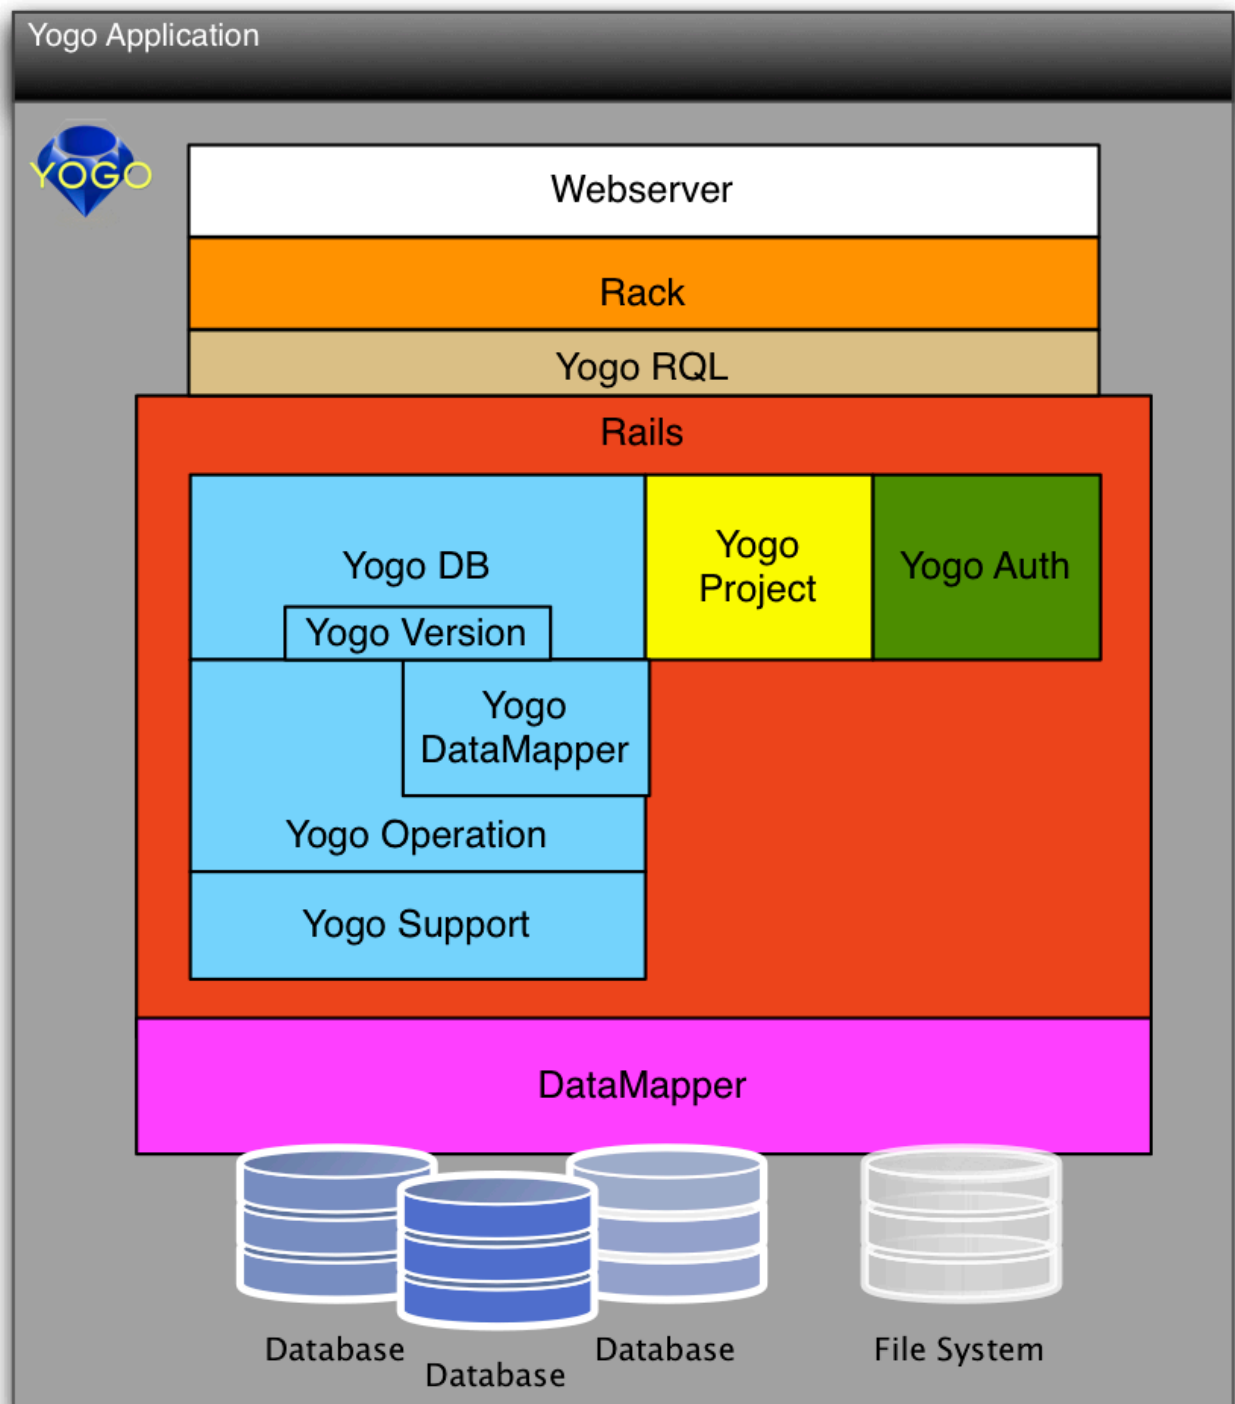 Yogo Application
YOGO
Webserver
Rack
Yogo RQL
Rails
Yogo DB
Yogo
Project
Yogo Auth
Yogo Version
Yogo
DataMapper
Yogo Operation
Yogo Support
DataMapper
Database
Database
Database
File System